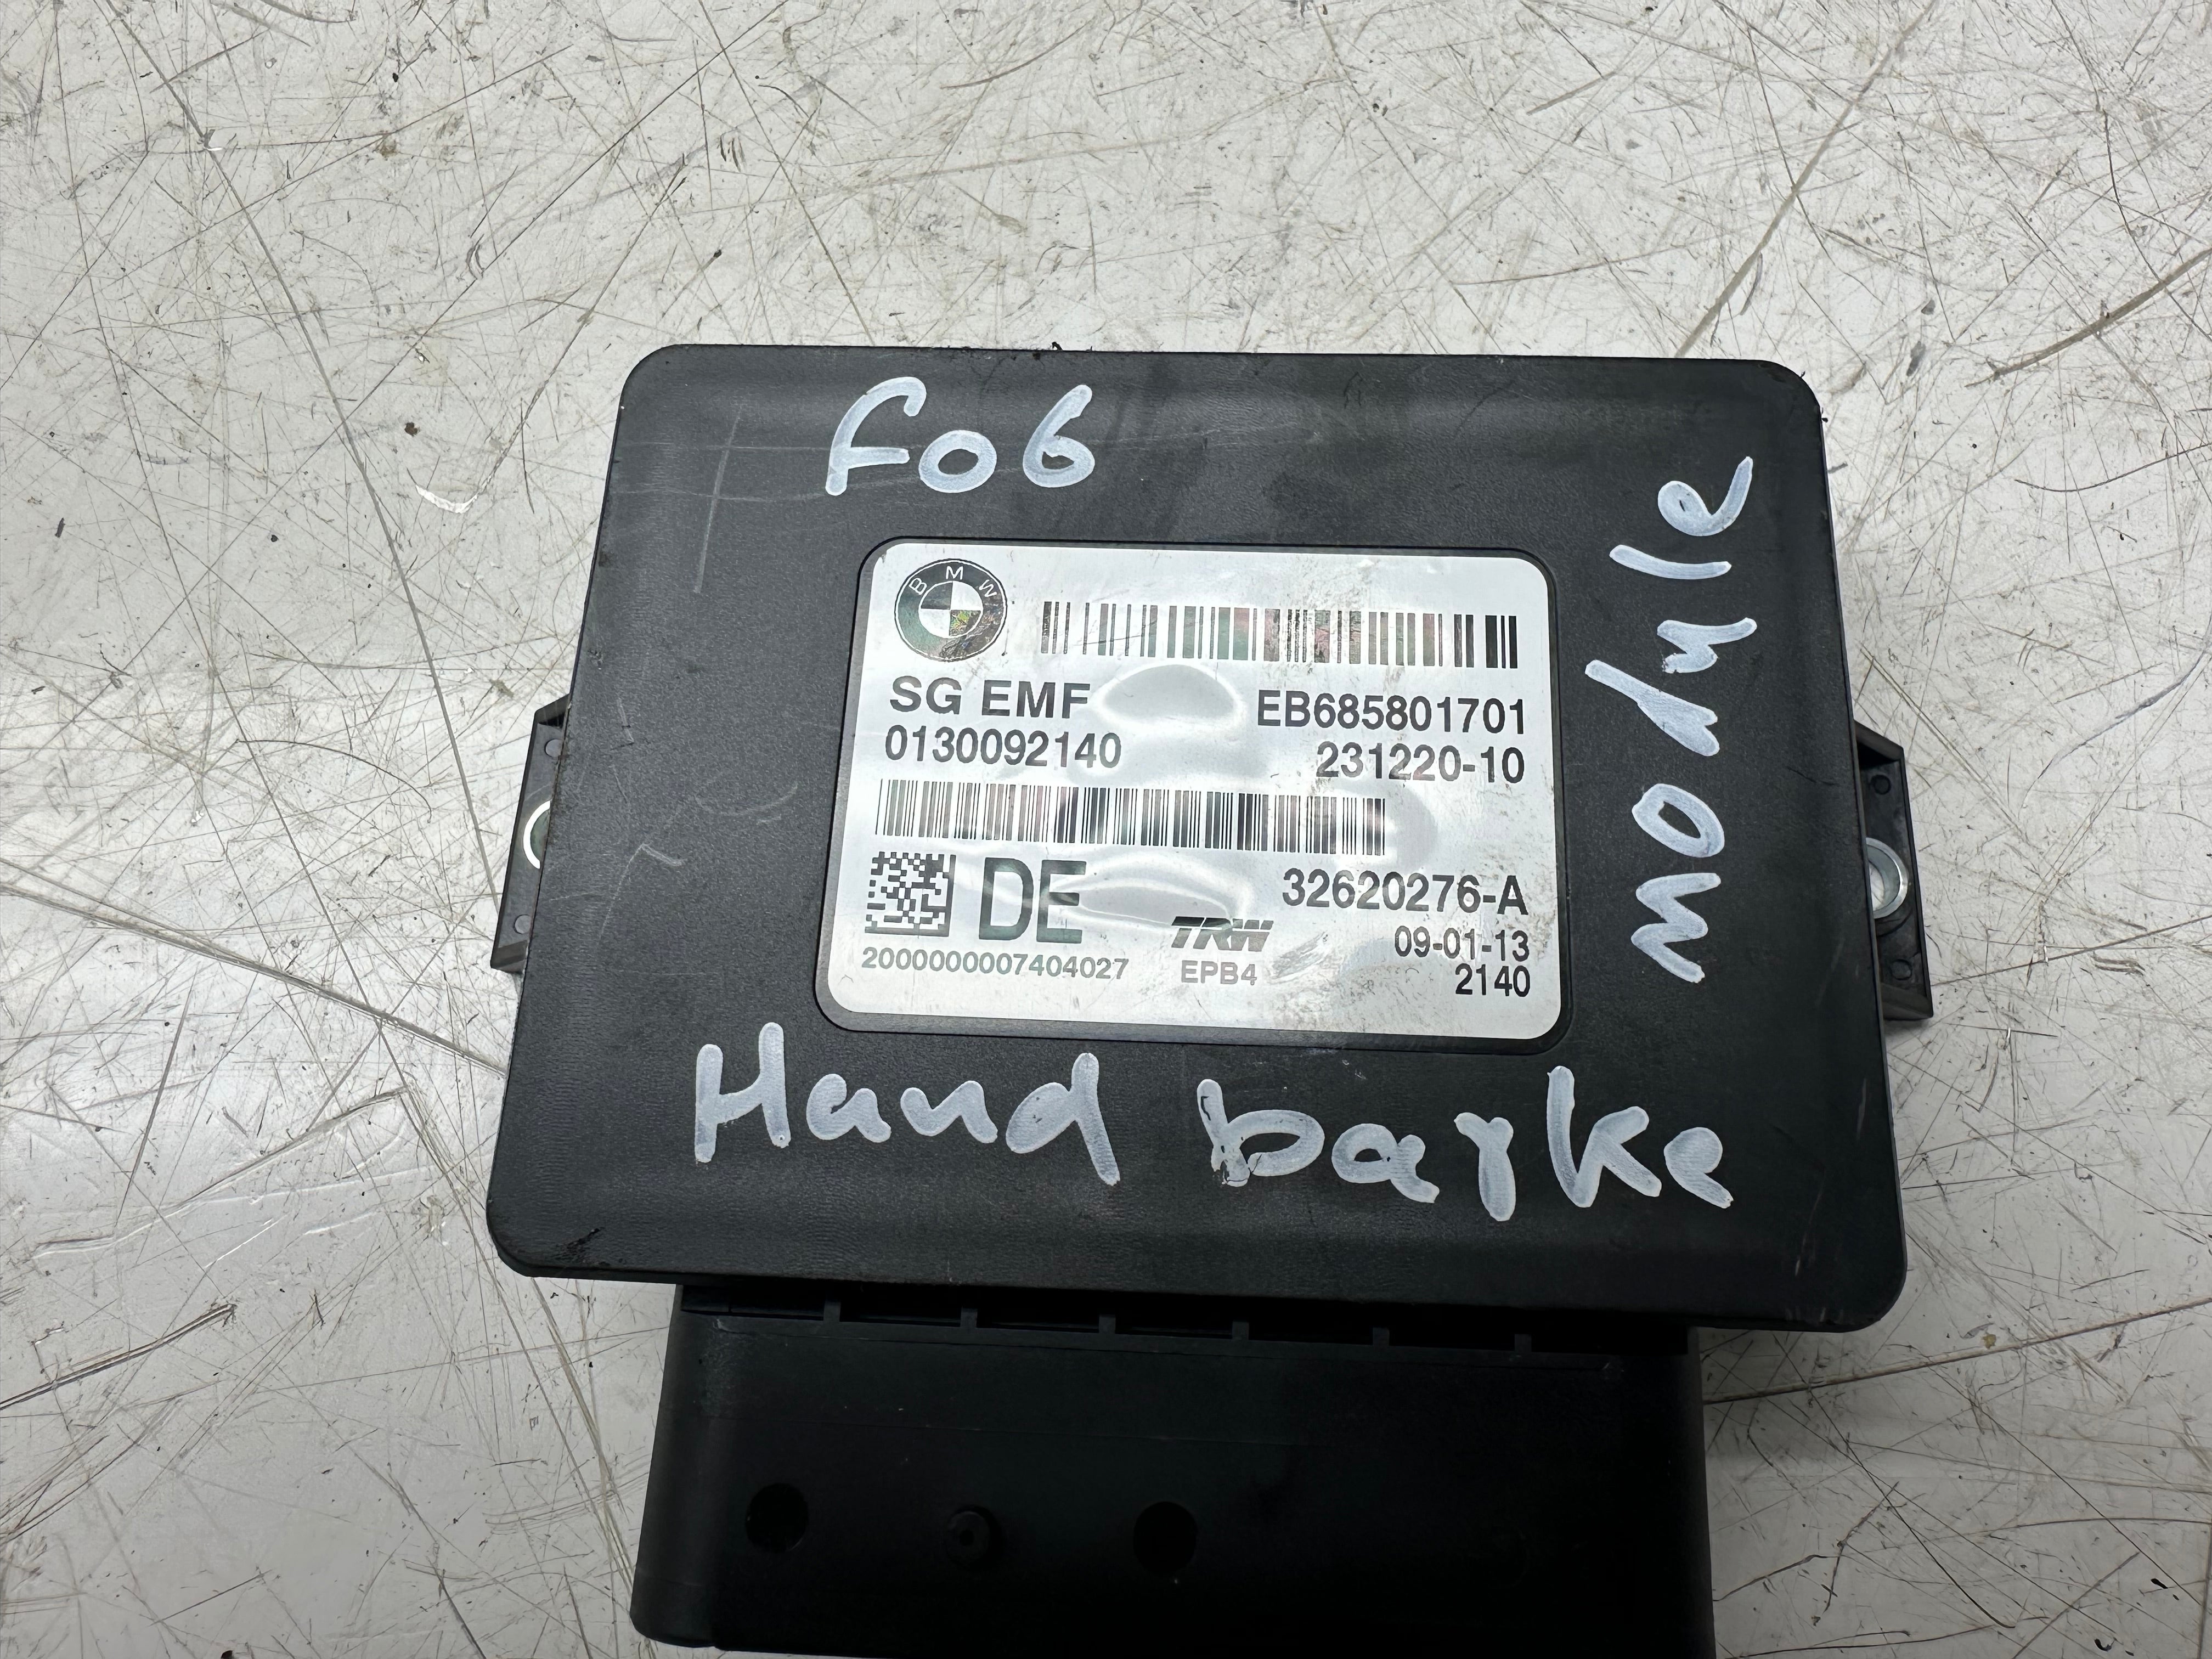 F06
BMW
SG EMF EB685801701
0130092140 231220-10
DE 32620276-A
TRW 09-01-13
2000000007404027 EPB4 2140
Hand barke
module